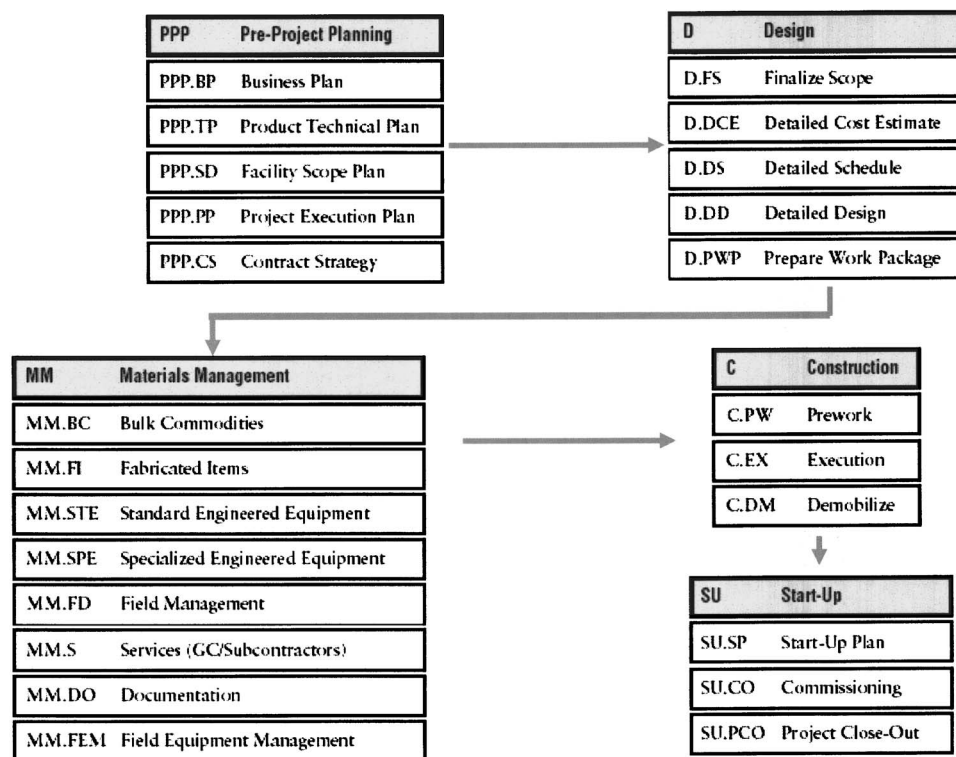 PPP Pre-Project Planning
PPP.BP Business Plan
PPP.TP Product Technical Plan
PPP.SD Facility Scope Plan
PPP.PP Project Execution Plan
PPP.CS Contract Strategy
D Design
D.FS Finalize Scope
D.DCE Detailed Cost Estimate
D.DS Detailed Schedule
D.DD Detailed Design
D.PWP Prepare Work Package
MM Materials Management
MM.BC Bulk Commodities
MM.FI Fabricated Items
MM.STE Standard Engineered Equipment
MM.SPE Specialized Engineered Equipment
MM.FD Field Management
MM.S Services (GC/Subcontractors)
MM.DO Documentation
MM.FEM Field Equipment Management
C Construction
C.PW Prework
C.EX Execution
C.DM Demobilize
SU Start-Up
SU.SP Start-Up Plan
SU.CO Commissioning
SU.PCO Project Close-Out